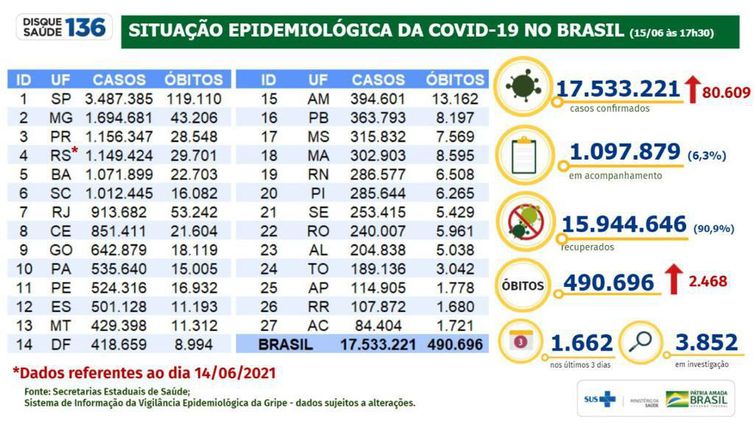 DISQUE
SAÚDE 136
SITUAÇÃO EPIDEMIOLÓGICA DA COVID-19 NO BRASIL (15/06 às 17h30)
ID UF CASOS ÓBITOS
1 SP 3.487.385 119.110
2 MG 1.694.681 43.206
3 PR 1.156.347 28.548
4 RS* 1.149.424 29.701
5 BA 1.071.899 22.703
6 SC 1.012.445 16.082
7 RJ 913.682 53.242
8 CE 851.411 21.604
9 GO 642.879 18.119
10 PA 535.640 15.005
11 PE 524.316 16.932
12 ES 501.128 11.193
13 MT 429.398 11.312
14 DF 418.659 8.994
ID UF CASOS ÓBITOS
15 AM 394.601 13.162
16 PB 363.793 8.197
17 MS 315.832 7.569
18 MA 302.903 8.595
19 RN 286.577 6.508
20 PI 285.644 6.265
21 SE 253.415 5.429
22 RO 240.007 5.961
23 AL 204.838 5.038
24 TO 189.136 3.042
25 AP 114.905 1.778
26 RR 107.872 1.680
27 AC 84.404 1.721
BRASIL 17.533.221 490.696
17.533.221 80.609
casos confirmados
1.097.879 (6,3%)
em acompanhamento
15.944.646 (90,9%)
recuperados
ÓBITOS 490.696 2.468
3 1.662
nos últimos 3 dias
3.852
em investigação
*Dados referentes ao dia 14/06/2021
Fonte: Secretarias Estaduais de Saúde;
Sistema de Informação da Vigilância Epidemiológica da Gripe - dados sujeitos a alterações.
SUS
MINISTÉRIO DA
SAÚDE
PÁTRIA AMADA
BRASIL
GOVERNO FEDERAL